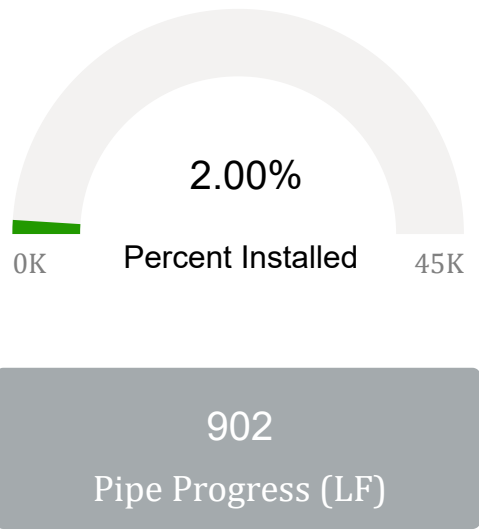 2.00%
Percent Installed
0K
45K
902
Pipe Progress (LF)